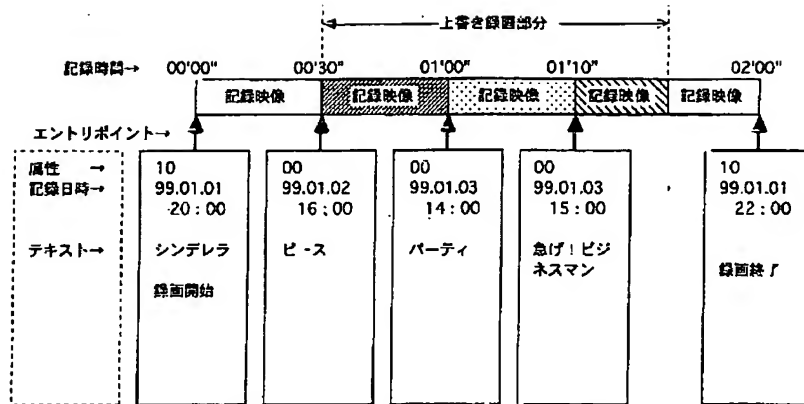 上書き録画部分
記録時間→ 00'00" 00'30" 01'00" 01'10" 02'00"
記録映像 記録映像 記録映像 記録映像 記録映像
エントリポイント→
属性 → 10 00 00 00 10
記録日時→ 99.01.01 99.01.02 99.01.03 99.01.03 99.01.01
20:00 16:00 14:00 15:00 22:00
テキスト→ シンデレラ ピ-ス パーティ 急げ!ビジ
ネスマン
録画開始 録画終了